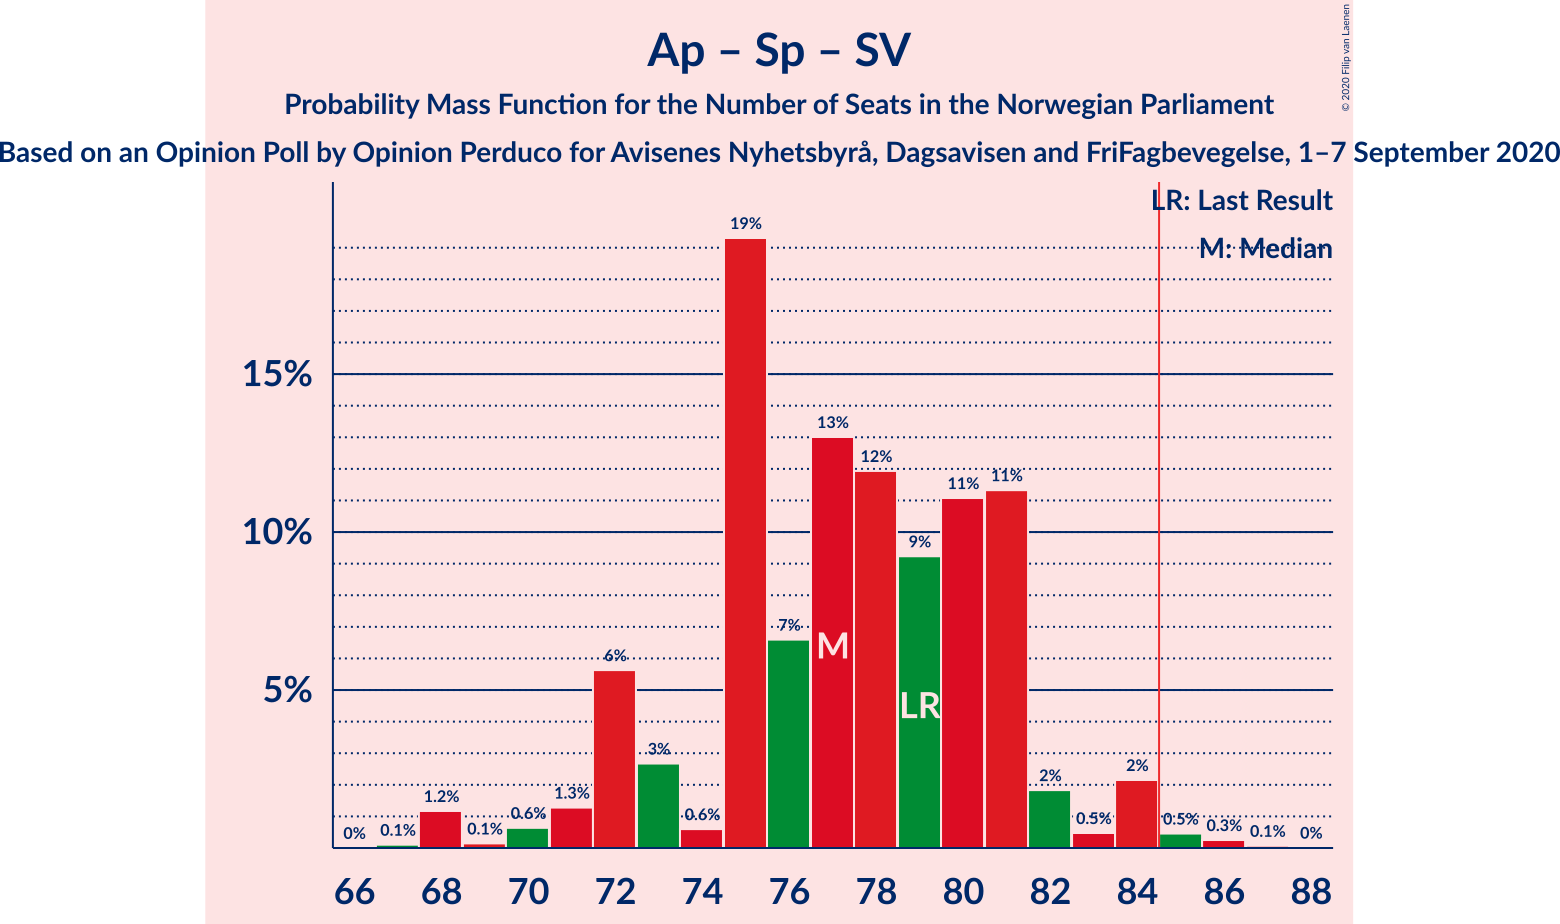 Ap – Sp – SV
Probability Mass Function for the Number of Seats in the Norwegian Parliament
Based on an Opinion Poll by Opinion Perduco for Avisenes Nyhetsbyrå, Dagsavisen and FriFagbevegelse, 1–7 September 2020
© 2020 Filip van Laenen
LR: Last Result
M: Median
15%
10%
5%
0%
0.1%
1.2%
0.1%
0.6%
1.3%
6%
3%
0.6%
19%
7%
13%
12%
9%
11%
11%
2%
0.5%
2%
0.5%
0.3%
0.1%
0%
M
LR
66 68 70 72 74 76 78 80 82 84 86 88